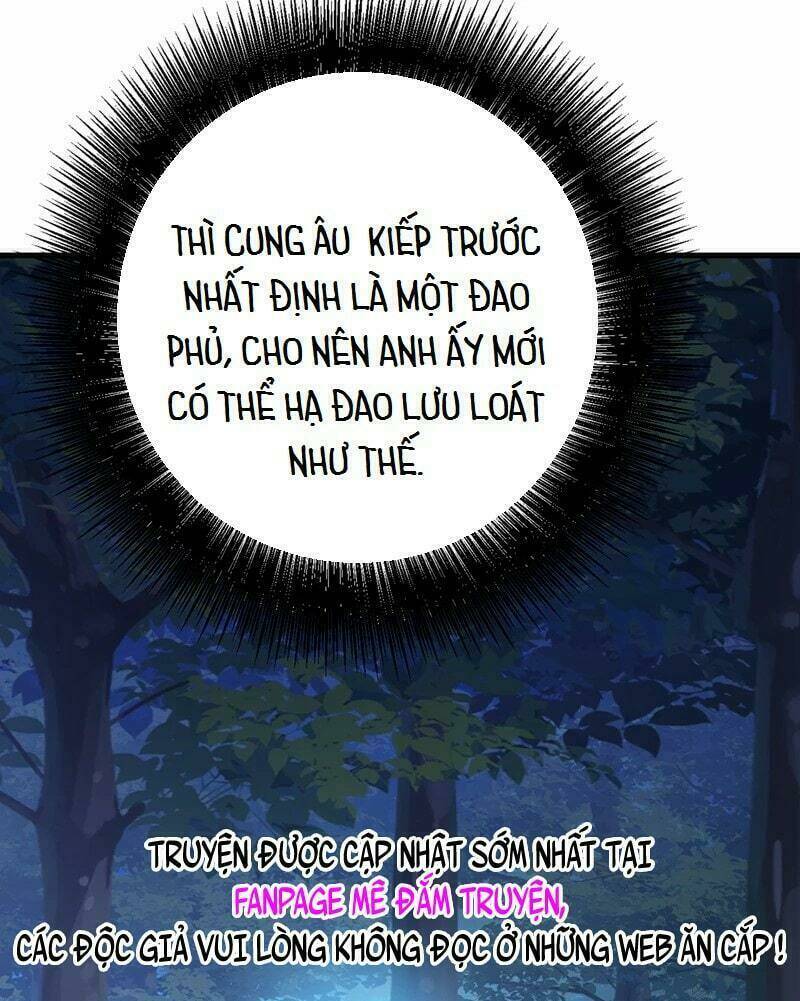 THÌ CUNG ÂU KIẾP TRƯỚC
NHẤT ĐỊNH LÀ MỘT ĐAO
PHỦ, CHO NÊN ANH ẤY MỚI
CÓ THỂ HẠ ĐAO LƯU LOÁT
NHƯ THẾ.
TRUYỆN ĐƯỢC CẬP NHẬT SỚM NHẤT TẠI
FANPAGE MÊ ĐẮM TRUYỆN,
CÁC ĐỘC GIẢ VUI LÒNG KHÔNG ĐỌC Ở NHỮNG WEB ĂN CẮP!